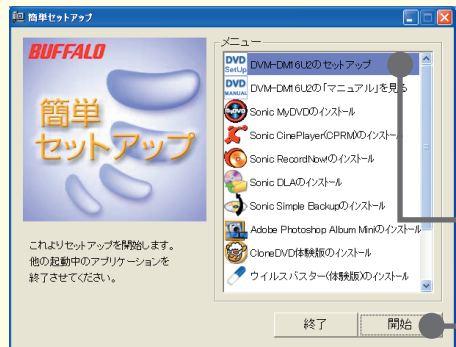 簡単セットアップ
BUFFALO
簡単
セットアップ
これよりセットアップを開始します。
他の起動中のアプリケーションを
終了させてください。
メニュー
DVD SetUp DVM-DM16U2のセットアップ
DVD MANUAL DVM-DM16U2の「マニュアル」を見る
MyDVD Sonic MyDVDのインストール
Sonic CinePlayer(CPRM)のインストール
Sonic RecordNow!のインストール
Sonic DLAのインストール
Sonic Simple Backupのインストール
Adobe Photoshop Album Miniのインストール
CloneDVD体験版のインストール
ウイルスバスター(体験版)のインストール
終了
開始